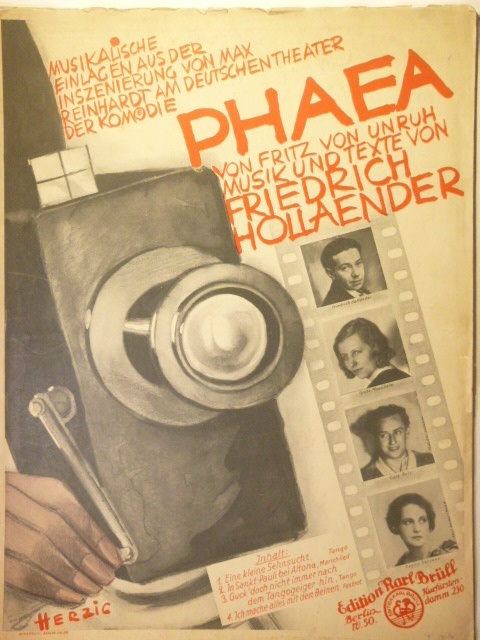 MUSIKALISCHE
EINLAGEN AUS DER
INSZENIERUNG VON MAX
REINHARDT AM DEUTSCHEN THEATER
DER KOMÖDIE
PHAEA
VON FRITZ VON UNRUH
MUSIK UND TEXTE VON
FRIEDRICH
HOLLAENDER
Inhalt:
1. Eine kleine Sehnsucht. Tango
2. In Sankt Pauli bei Altona. Marschlied
3. Guck' doch nicht immer nach
dem Tangogeiger hin. Tango
4. Ich mache alles mit den Beinen. Foxtrot
Edition Karl Brüll
Berlin Kurfürsten
W. 50. damm 230
HERZIG